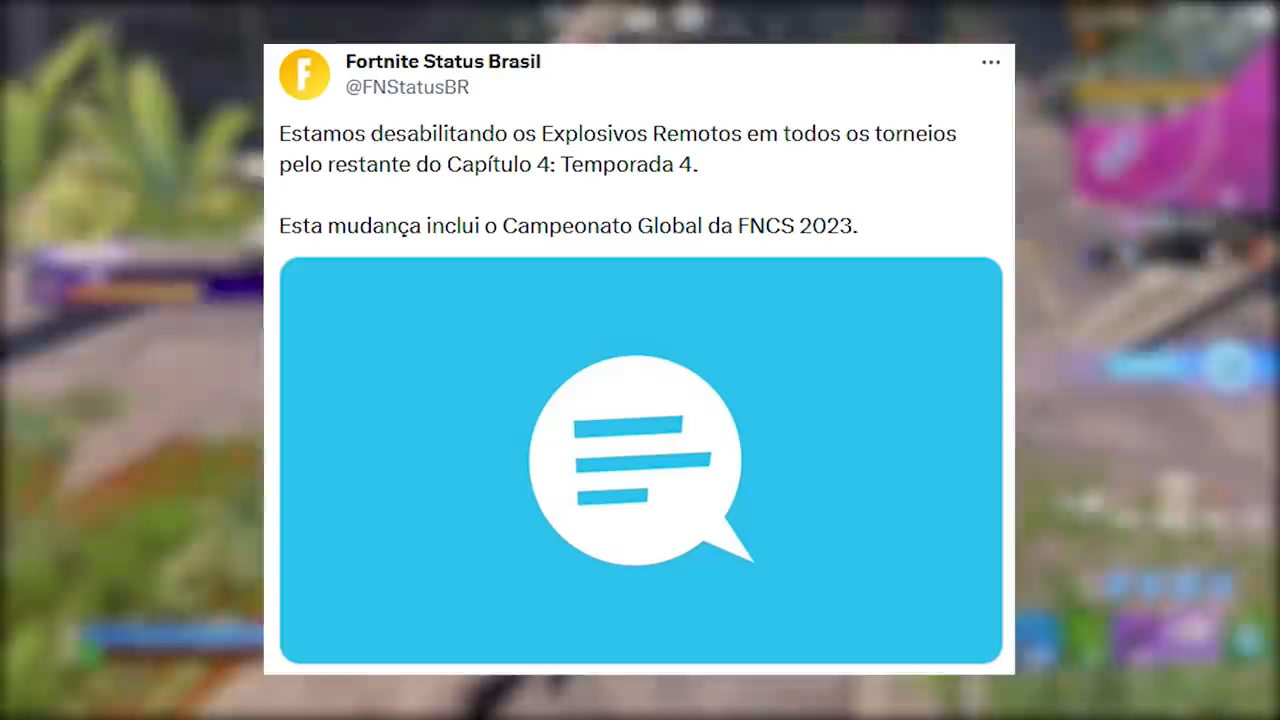 Fortnite Status Brasil
@FNStatusBR
Estamos desabilitando os Explosivos Remotos em todos os torneios
pelo restante do Capítulo 4: Temporada 4.
Esta mudança inclui o Campeonato Global da FNCS 2023.